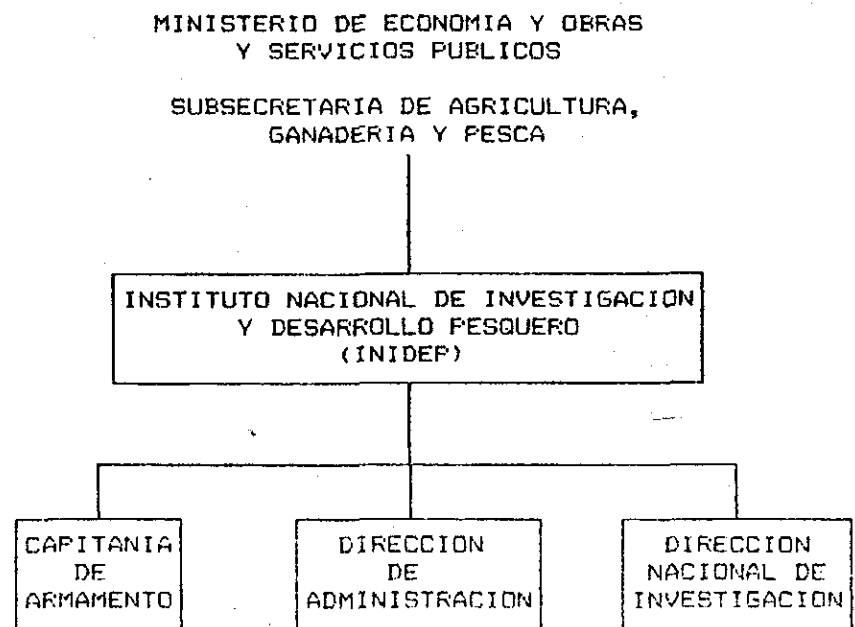 MINISTERIO DE ECONOMIA Y OBRAS
Y SERVICIOS PUBLICOS
SUBSECRETARIA DE AGRICULTURA,
GANADERIA Y PESCA
INSTITUTO NACIONAL DE INVESTIGACION
Y DESARROLLO PESQUERO
(INIDEP)
CAPITANIA
DE
ARMAMENTO
DIRECCION
DE
ADMINISTRACION
DIRECCION
NACIONAL DE
INVESTIGACION